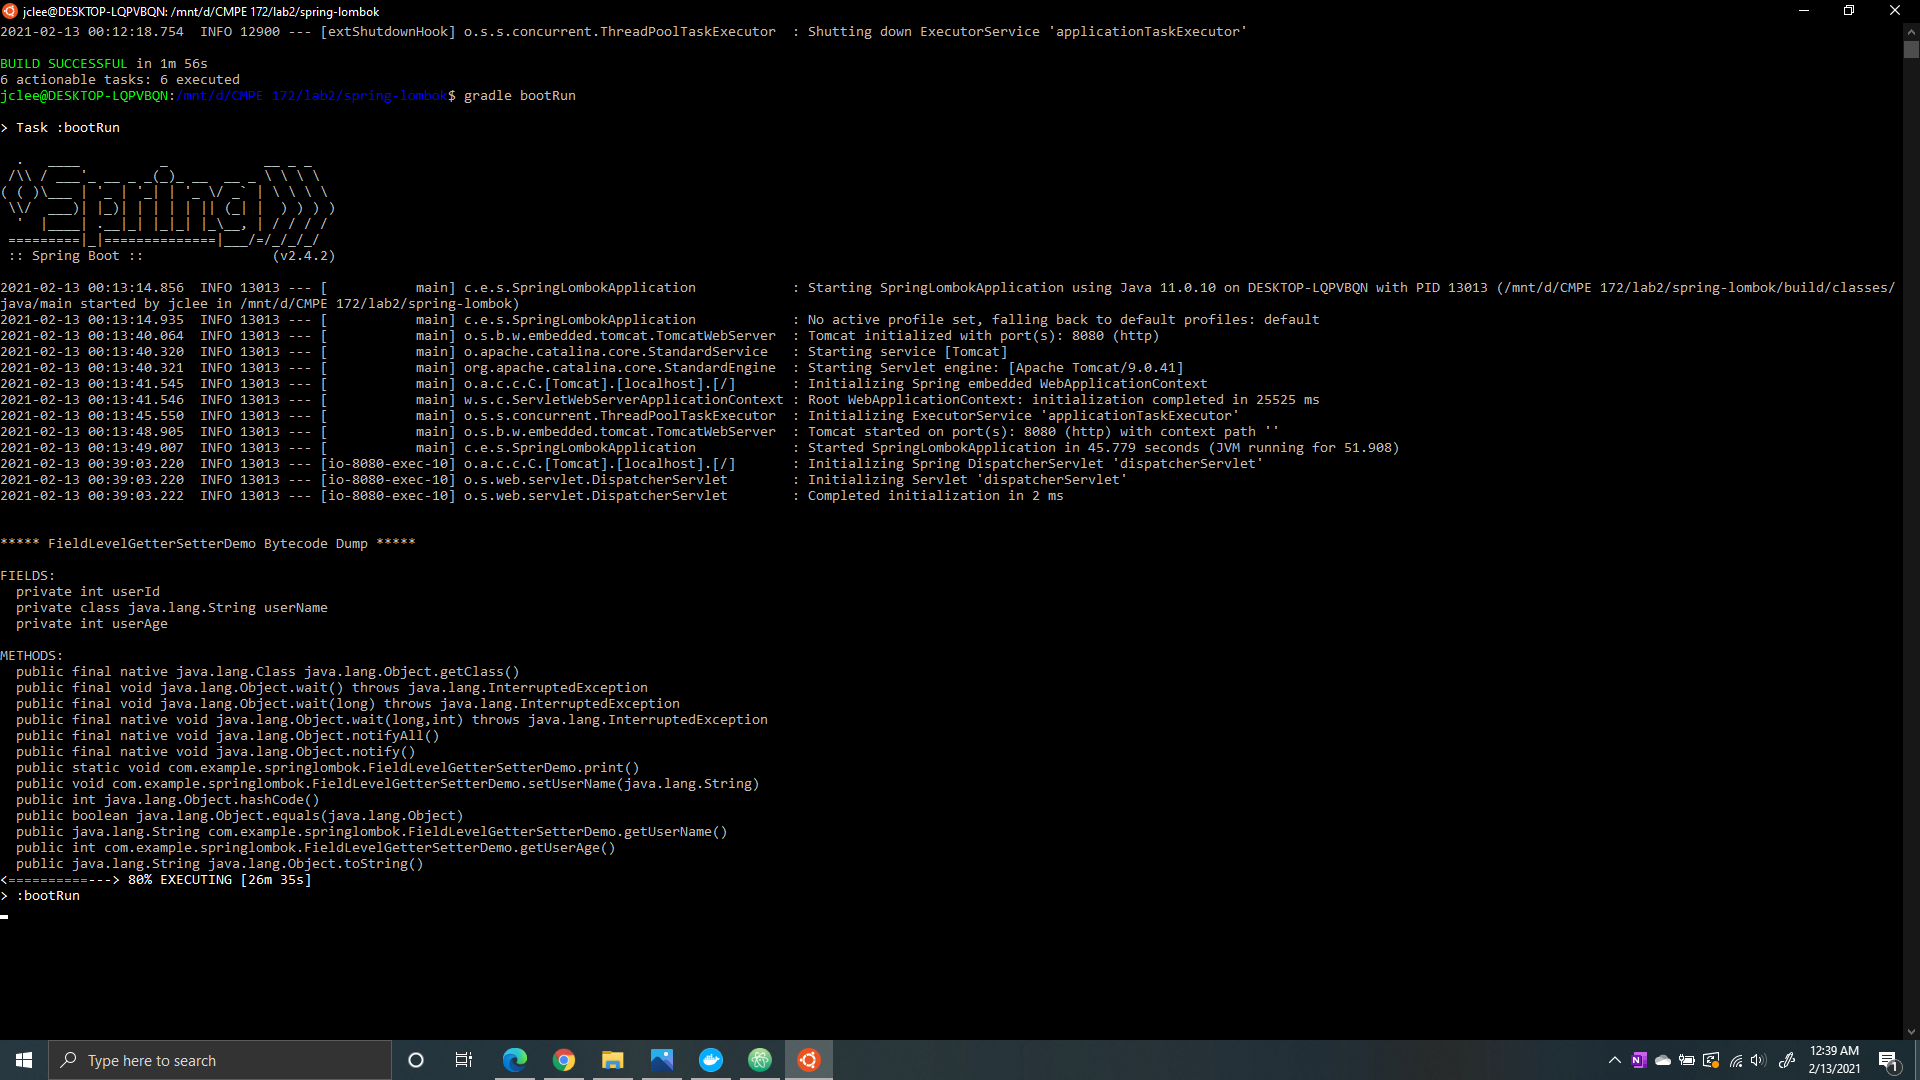 jclee@DESKTOP-LQPVBQN: /mnt/d/CMPE 172/lab2/spring-lombok
2021-02-13 00:12:18.754  INFO 12900 --- [extShutdownHook] o.s.s.concurrent.ThreadPoolTaskExecutor  : Shutting down ExecutorService 'applicationTaskExecutor'
BUILD SUCCESSFUL in 1m 56s
6 actionable tasks: 6 executed
jclee@DESKTOP-LQPVBQN:/mnt/d/CMPE 172/lab2/spring-lombok$ gradle bootRun
> Task :bootRun
  .   ____          _            __ _ _
 /\\ / ___'_ __ _ _(_)_ __  __ _ \ \ \ \
( ( )\___ | '_ | '_| | '_ \/ _` | \ \ \ \
 \\/  ___)| |_)| | | | | || (_| |  ) ) ) )
  '  |____| .__|_| |_|_| |_\__, | / / / /
 =========|_|==============|___/=/_/_/_/
 :: Spring Boot ::                (v2.4.2)
2021-02-13 00:13:14.856  INFO 13013 --- [           main] c.e.s.SpringLombokApplication            : Starting SpringLombokApplication using Java 11.0.10 on DESKTOP-LQPVBQN with PID 13013 (/mnt/d/CMPE 172/lab2/spring-lombok/build/classes/
java/main started by jclee in /mnt/d/CMPE 172/lab2/spring-lombok)
2021-02-13 00:13:14.935  INFO 13013 --- [           main] c.e.s.SpringLombokApplication            : No active profile set, falling back to default profiles: default
2021-02-13 00:13:40.064  INFO 13013 --- [           main] o.s.b.w.embedded.tomcat.TomcatWebServer  : Tomcat initialized with port(s): 8080 (http)
2021-02-13 00:13:40.320  INFO 13013 --- [           main] o.apache.catalina.core.StandardService   : Starting service [Tomcat]
2021-02-13 00:13:40.321  INFO 13013 --- [           main] org.apache.catalina.core.StandardEngine  : Starting Servlet engine: [Apache Tomcat/9.0.41]
2021-02-13 00:13:41.545  INFO 13013 --- [           main] o.a.c.c.C.[Tomcat].[localhost].[/]       : Initializing Spring embedded WebApplicationContext
2021-02-13 00:13:41.546  INFO 13013 --- [           main] w.s.c.ServletWebServerApplicationContext : Root WebApplicationContext: initialization completed in 25525 ms
2021-02-13 00:13:45.550  INFO 13013 --- [           main] o.s.s.concurrent.ThreadPoolTaskExecutor  : Initializing ExecutorService 'applicationTaskExecutor'
2021-02-13 00:13:48.905  INFO 13013 --- [           main] o.s.b.w.embedded.tomcat.TomcatWebServer  : Tomcat started on port(s): 8080 (http) with context path ''
2021-02-13 00:13:49.007  INFO 13013 --- [           main] c.e.s.SpringLombokApplication            : Started SpringLombokApplication in 45.779 seconds (JVM running for 51.908)
2021-02-13 00:39:03.220  INFO 13013 --- [io-8080-exec-10] o.a.c.c.C.[Tomcat].[localhost].[/]       : Initializing Spring DispatcherServlet 'dispatcherServlet'
2021-02-13 00:39:03.220  INFO 13013 --- [io-8080-exec-10] o.s.web.servlet.DispatcherServlet        : Initializing Servlet 'dispatcherServlet'
2021-02-13 00:39:03.222  INFO 13013 --- [io-8080-exec-10] o.s.web.servlet.DispatcherServlet        : Completed initialization in 2 ms
***** FieldLevelGetterSetterDemo Bytecode Dump *****
FIELDS:
  private int userId
  private class java.lang.String userName
  private int userAge
METHODS:
  public final native java.lang.Class java.lang.Object.getClass()
  public final void java.lang.Object.wait() throws java.lang.InterruptedException
  public final void java.lang.Object.wait(long) throws java.lang.InterruptedException
  public final native void java.lang.Object.wait(long,int) throws java.lang.InterruptedException
  public final native void java.lang.Object.notifyAll()
  public final native void java.lang.Object.notify()
  public static void com.example.springlombok.FieldLevelGetterSetterDemo.print()
  public void com.example.springlombok.FieldLevelGetterSetterDemo.setUserName(java.lang.String)
  public int java.lang.Object.hashCode()
  public boolean java.lang.Object.equals(java.lang.Object)
  public java.lang.String com.example.springlombok.FieldLevelGetterSetterDemo.getUserName()
  public int com.example.springlombok.FieldLevelGetterSetterDemo.getUserAge()
  public java.lang.String java.lang.Object.toString()
<==========---> 80% EXECUTING [26m 35s]
> :bootRun
Type here to search
12:39 AM
2/13/2021
1